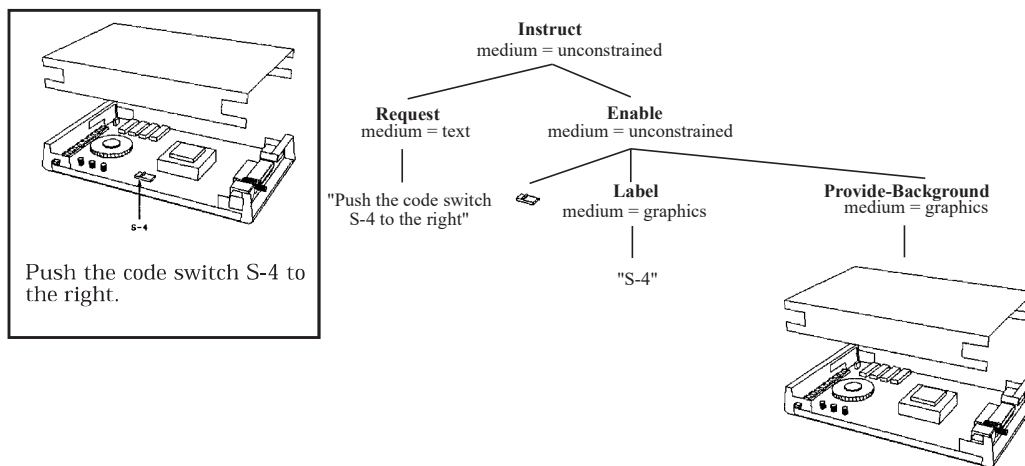 S-4
Push the code switch S-4 to
the right.
Instruct
medium = unconstrained
Request
medium = text
Enable
medium = unconstrained
"Push the code switch
S-4 to the right"
Label
medium = graphics
"S-4"
Provide-Background
medium = graphics